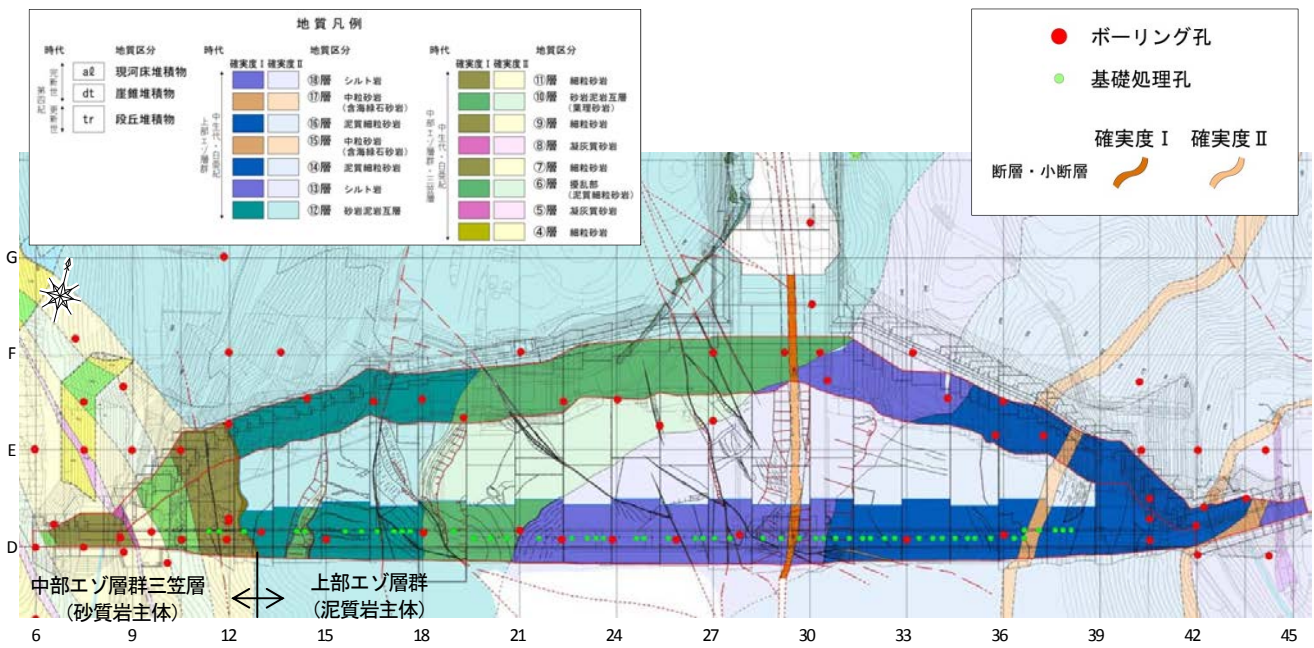 地 質 凡 例
時代 地質区分
完新世
第四紀
更新世
aℓ 現河床堆積物
dt 崖錐堆積物
tr 段丘堆積物
時代 確実度Ⅰ 確実度Ⅱ 地質区分
中生代・白亜紀
上部エゾ層群
⑱層 シルト岩
⑰層 中粒砂岩
(含海緑石砂岩)
⑯層 泥質細粒砂岩
⑮層 中粒砂岩
(含海緑石砂岩)
⑭層 泥質細粒砂岩
⑬層 シルト岩
⑫層 砂岩泥岩互層
時代 確実度Ⅰ 確実度Ⅱ 地質区分
中生代・白亜紀
中部エゾ層群・三笠層
⑪層 細粒砂岩
⑩層 砂岩泥岩互層
(葉理砂岩)
⑨層 細粒砂岩
⑧層 凝灰質砂岩
⑦層 細粒砂岩
⑥層 擾乱部
(泥質細粒砂岩)
⑤層 凝灰質砂岩
④層 細粒砂岩
ボーリング孔
基礎処理孔
確実度Ⅰ 確実度Ⅱ
断層・小断層
G
F
E
D
中部エゾ層群三笠層
(砂質岩主体)
上部エゾ層群
(泥質岩主体)
6 9 12 15 18 21 24 27 30 33 36 39 42 45